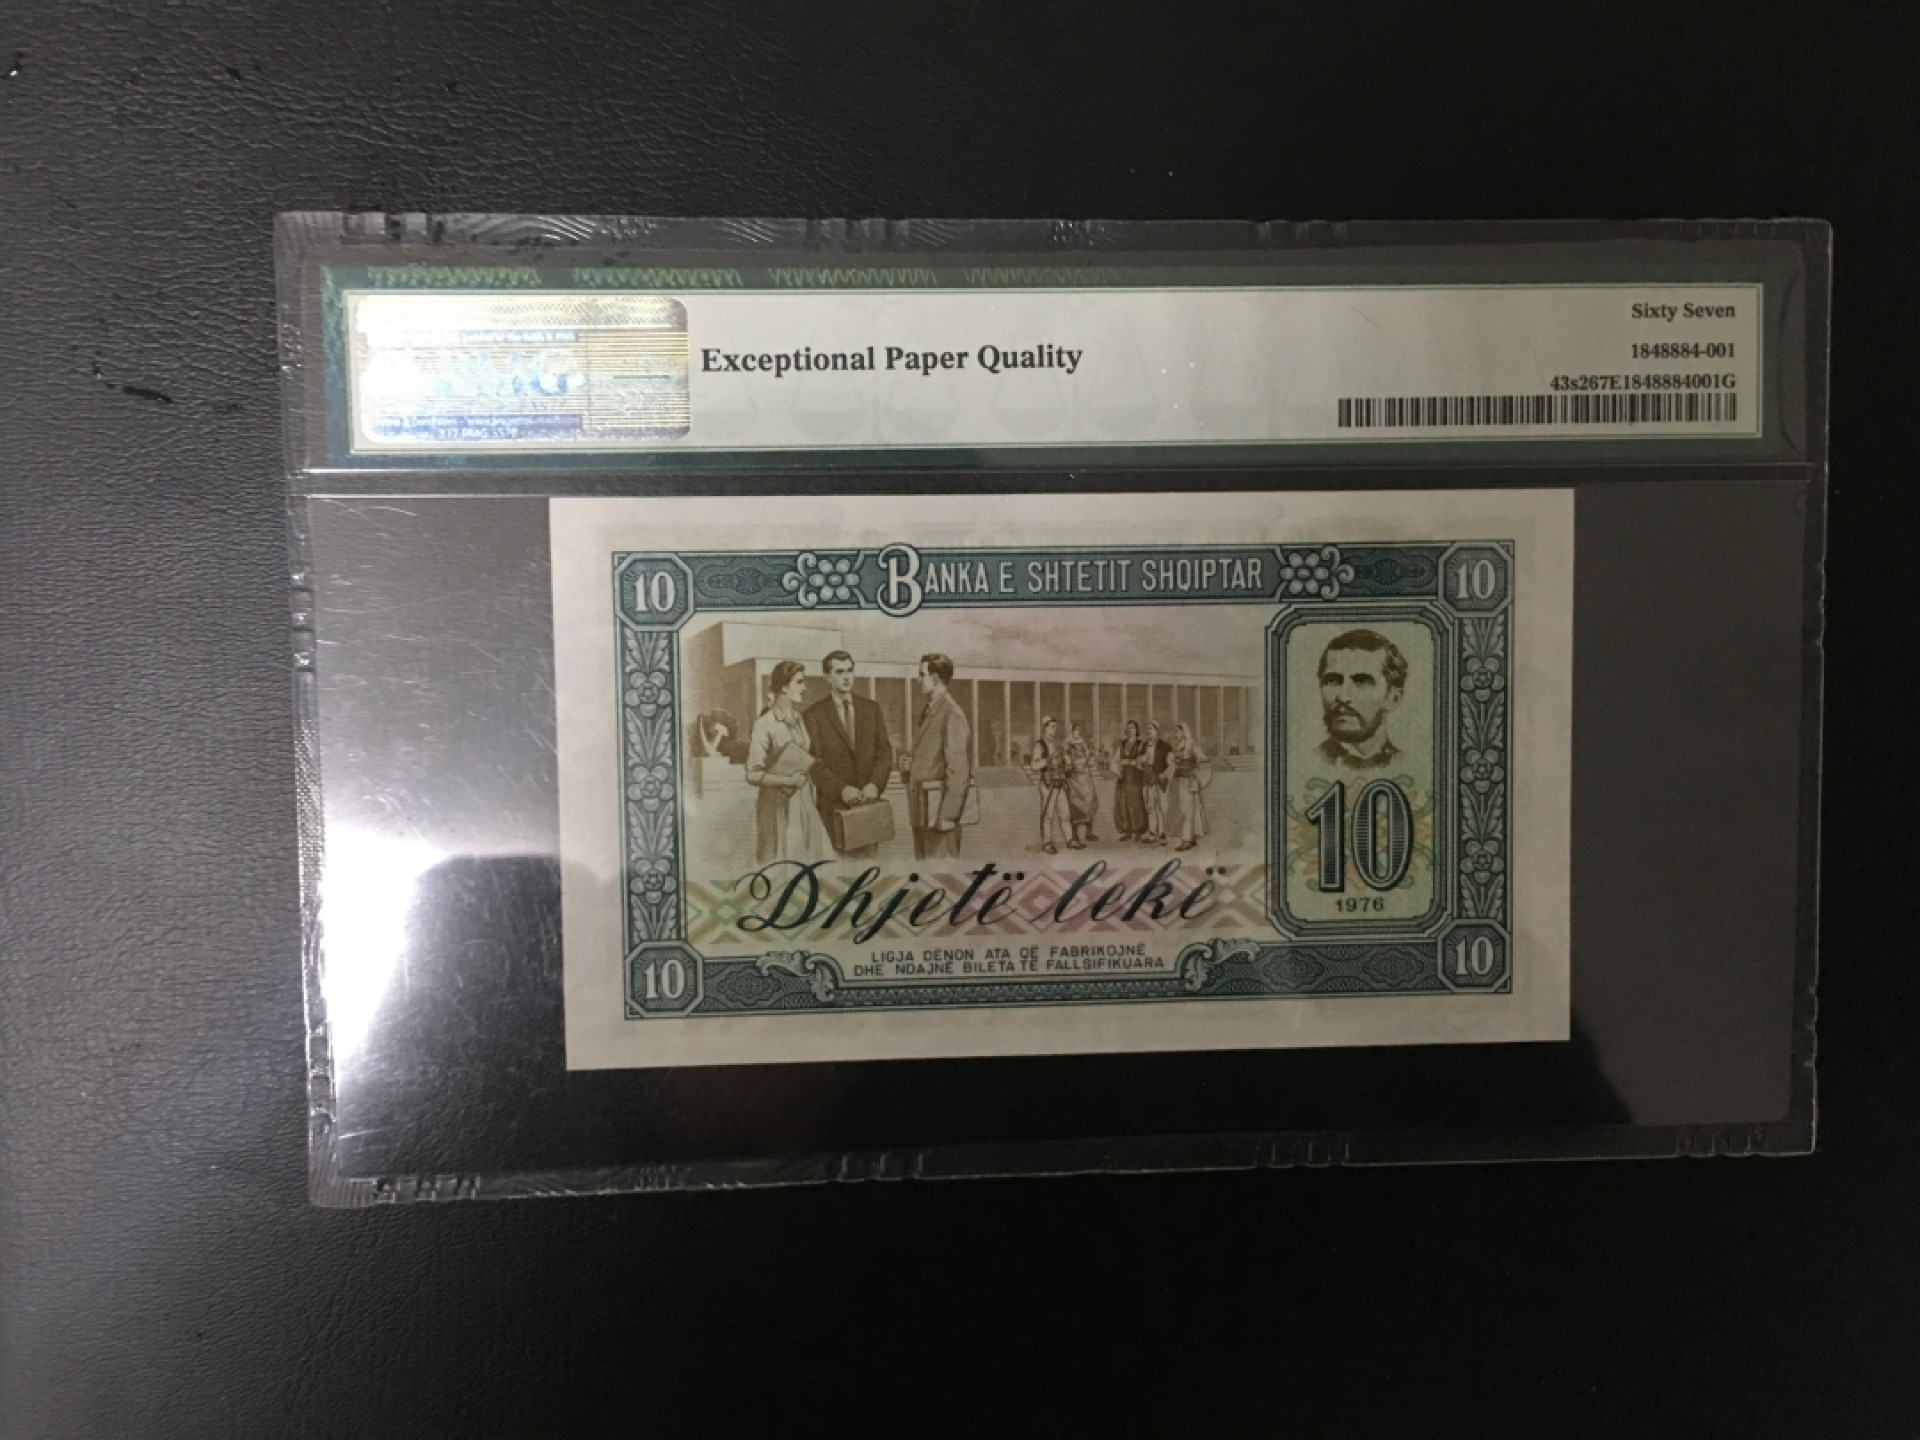 Sixty Seven
Exceptional Paper Quality
1848884-001
43s267E1848884001G
10 BANKA E SHTETIT SHQIPTAR 10
10
1976
Dhjetë lekë
LIGJA DËNON ATA QË FABRIKOJNË
DHE NDAJNË BILETA TË FALLSIFIKUARA
10 10